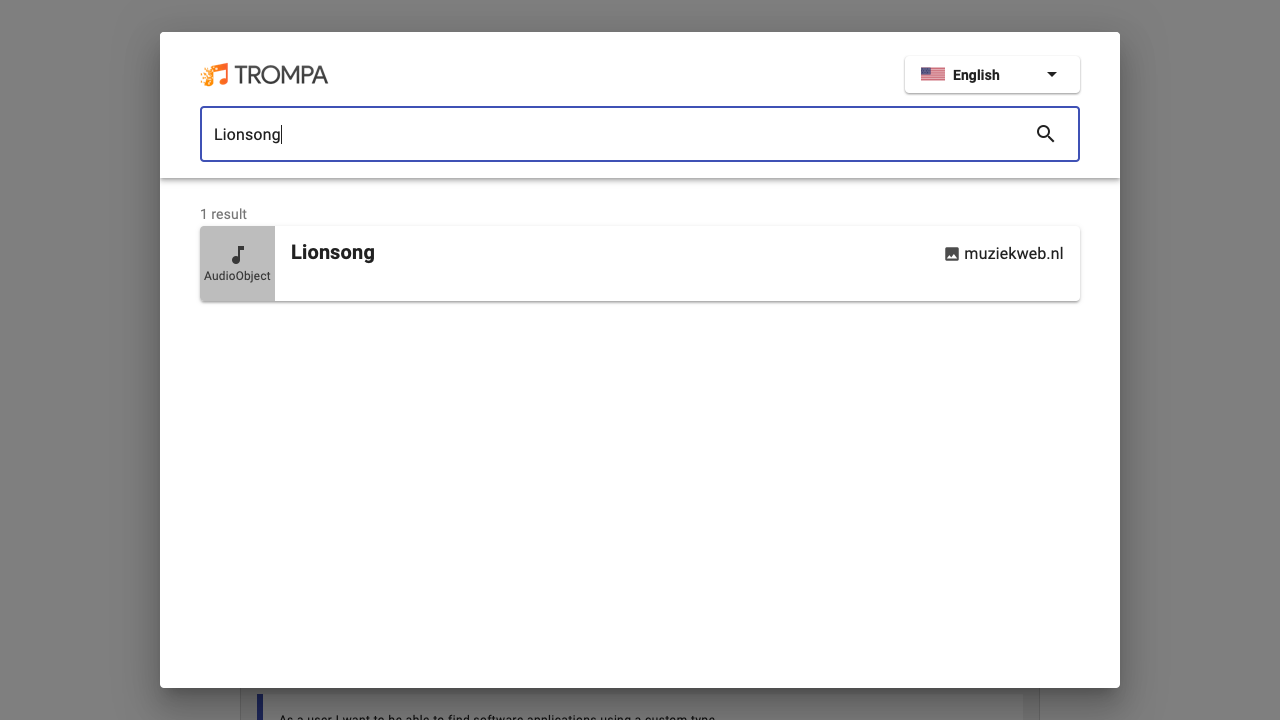 TROMPA
English
Lionsong
1 result
AudioObject
Lionsong
muziekweb.nl
As a user I want to be able to find software applications using a custom type